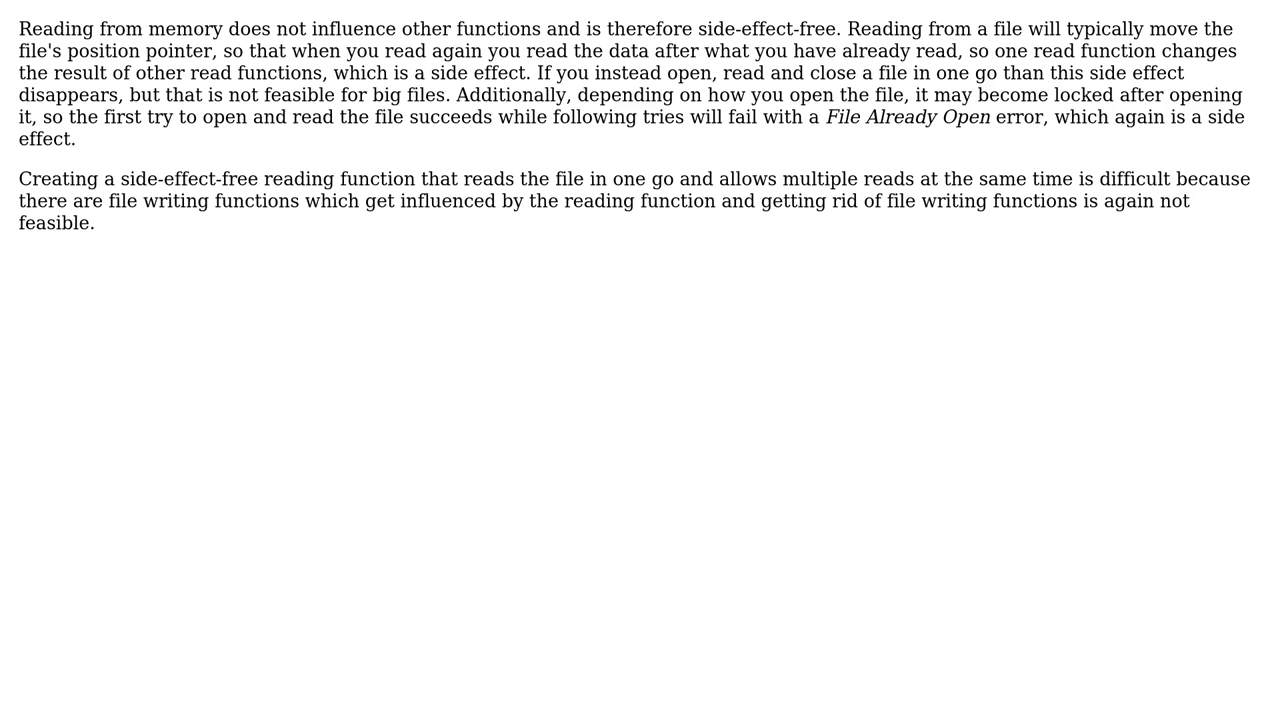 Reading from memory does not influence other functions and is therefore side-effect-free. Reading from a file will typically move the
file's position pointer, so that when you read again you read the data after what you have already read, so one read function changes
the result of other read functions, which is a side effect. If you instead open, read and close a file in one go than this side effect
disappears, but that is not feasible for big files. Additionally, depending on how you open the file, it may become locked after opening
it, so the first try to open and read the file succeeds while following tries will fail with a File Already Open error, which again is a side
effect.
Creating a side-effect-free reading function that reads the file in one go and allows multiple reads at the same time is difficult because
there are file writing functions which get influenced by the reading function and getting rid of file writing functions is again not
feasible.